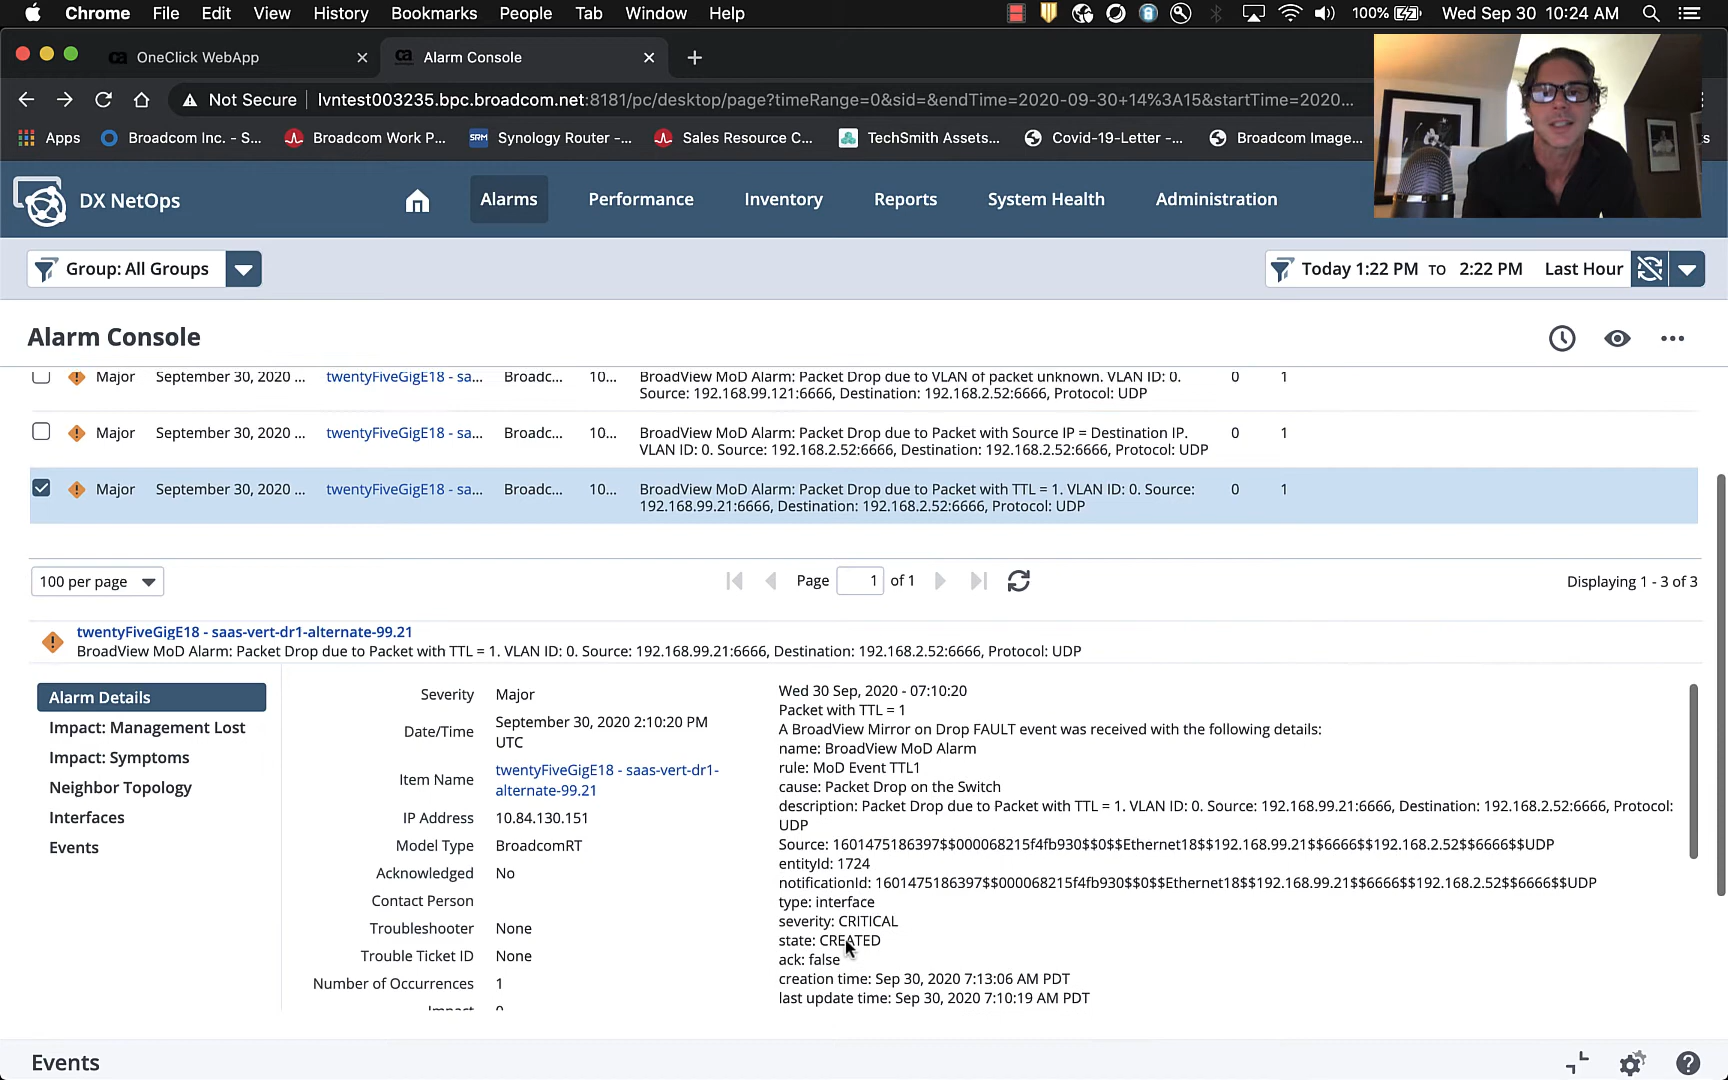 Chrome File Edit View History Bookmarks People Tab Window Help 100% Wed Sep 30 10:24 AM
OneClick WebApp Alarm Console
Not Secure lvntest003235.bpc.broadcom.net:8181/pc/desktop/page?timeRange=0&sid=&endTime=2020-09-30+14%3A15&startTime=2020...
Apps Broadcom Inc. - S... Broadcom Work P... SRM Synology Router -... Sales Resource C... TechSmith Assets... Covid-19-Letter -... Broadcom Image...
DX NetOps Alarms Performance Inventory Reports System Health Administration
Group: All Groups Today 1:22 PM TO 2:22 PM Last Hour
Alarm Console
Major September 30, 2020 ... twentyFiveGigE18 - sa... Broadc... 10... BroadView MoD Alarm: Packet Drop due to VLAN of packet unknown. VLAN ID: 0. 0 1
Source: 192.168.99.121:6666, Destination: 192.168.2.52:6666, Protocol: UDP
Major September 30, 2020 ... twentyFiveGigE18 - sa... Broadc... 10... BroadView MoD Alarm: Packet Drop due to Packet with Source IP = Destination IP. 0 1
VLAN ID: 0. Source: 192.168.2.52:6666, Destination: 192.168.2.52:6666, Protocol: UDP
Major September 30, 2020 ... twentyFiveGigE18 - sa... Broadc... 10... BroadView MoD Alarm: Packet Drop due to Packet with TTL = 1. VLAN ID: 0. Source: 0 1
192.168.99.21:6666, Destination: 192.168.2.52:6666, Protocol: UDP
100 per page Page 1 of 1 Displaying 1 - 3 of 3
twentyFiveGigE18 - saas-vert-dr1-alternate-99.21
BroadView MoD Alarm: Packet Drop due to Packet with TTL = 1. VLAN ID: 0. Source: 192.168.99.21:6666, Destination: 192.168.2.52:6666, Protocol: UDP
Alarm Details
Impact: Management Lost
Impact: Symptoms
Neighbor Topology
Interfaces
Events
Severity Major
Date/Time September 30, 2020 2:10:20 PM
UTC
Item Name twentyFiveGigE18 - saas-vert-dr1-
alternate-99.21
IP Address 10.84.130.151
Model Type BroadcomRT
Acknowledged No
Contact Person
Troubleshooter None
Trouble Ticket ID None
Number of Occurrences 1
Impact 0
Wed 30 Sep, 2020 - 07:10:20
Packet with TTL = 1
A BroadView Mirror on Drop FAULT event was received with the following details:
name: BroadView MoD Alarm
rule: MoD Event TTL1
cause: Packet Drop on the Switch
description: Packet Drop due to Packet with TTL = 1. VLAN ID: 0. Source: 192.168.99.21:6666, Destination: 192.168.2.52:6666, Protocol:
UDP
Source: 1601475186397$$000068215f4fb930$$0$$Ethernet18$$192.168.99.21$$6666$$192.168.2.52$$6666$$UDP
entityId: 1724
notificationId: 1601475186397$$000068215f4fb930$$0$$Ethernet18$$192.168.99.21$$6666$$192.168.2.52$$6666$$UDP
type: interface
severity: CRITICAL
state: CREATED
ack: false
creation time: Sep 30, 2020 7:13:06 AM PDT
last update time: Sep 30, 2020 7:10:19 AM PDT
Events